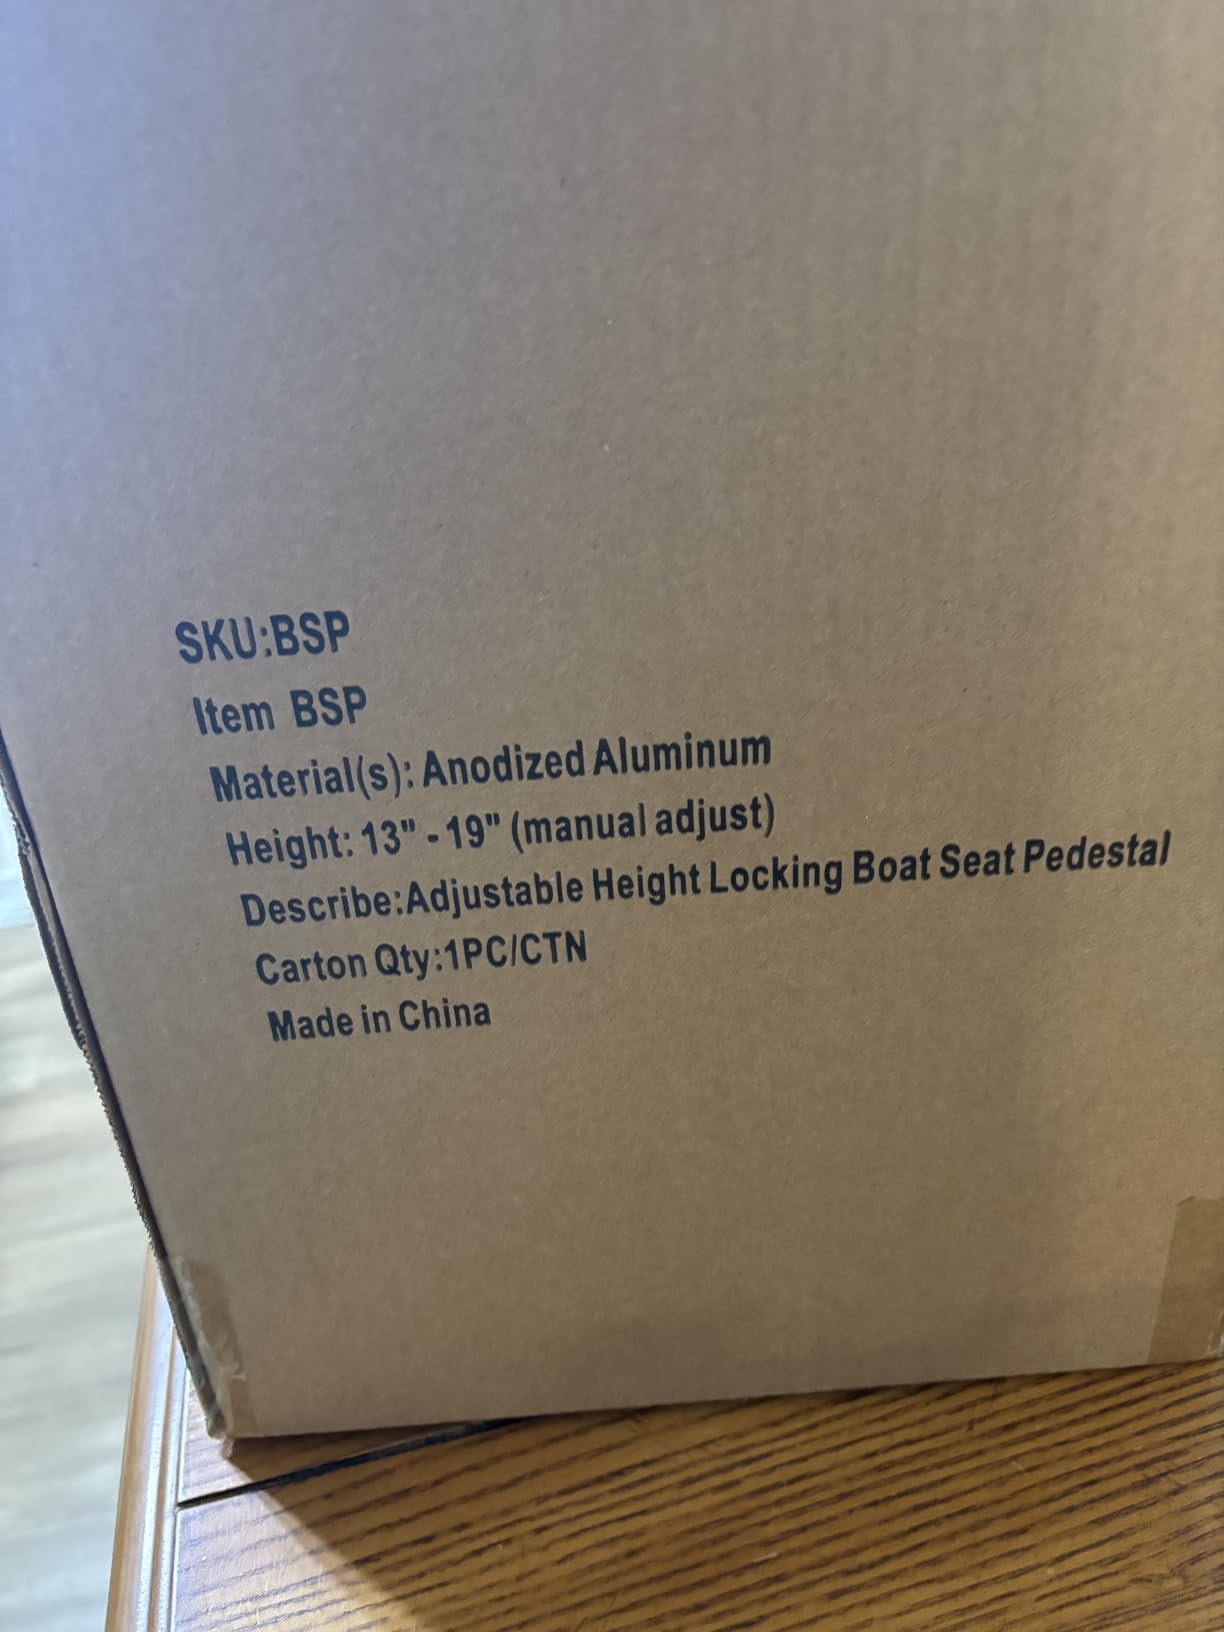 SKU:BSP
Item BSP
Material(s): Anodized Aluminum
Height: 13" - 19" (manual adjust)
Describe:Adjustable Height Locking Boat Seat Pedestal
Carton Qty:1PC/CTN
Made in China